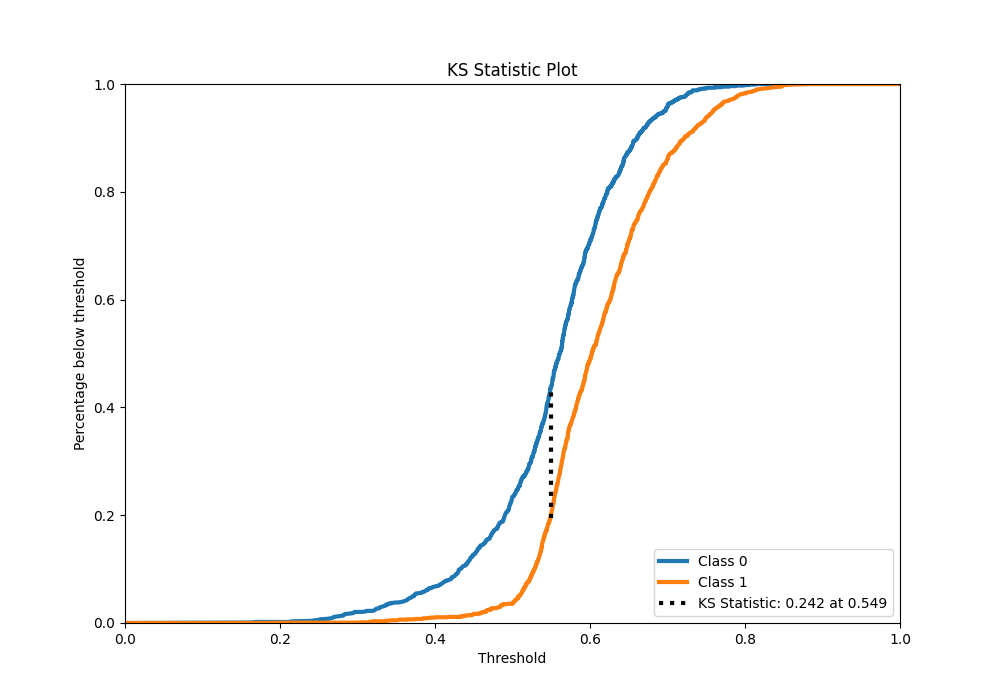 KS Statistic Plot
1.0
0.8
0.6
0.4
0.2
0.0
Percentage below threshold
0.0 0.2 0.4 0.6 0.8 1.0
Threshold
Class 0
Class 1
KS Statistic: 0.242 at 0.549